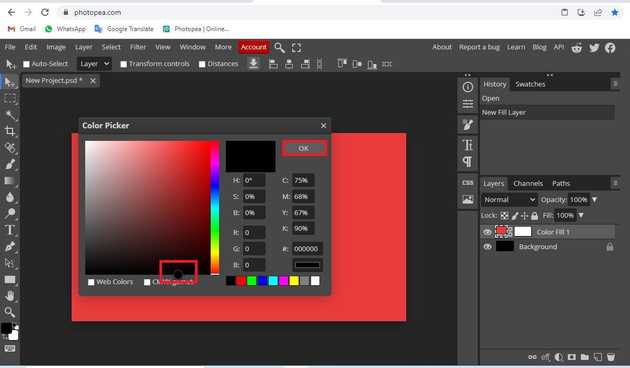 photopea.com
Gmail WhatsApp Google Translate Photopea | Online...
File Edit Image Layer Select Filter View Window More Account About Report a bug Learn Blog API
Auto-Select Layer Transform controls Distances
New Project.psd *
History Swatches
Open
New Fill Layer
Color Picker
OK
H: 0° C: 75%
S: 0% M: 68%
B: 0% Y: 67%
R: 0 K: 90%
G: 0 #: 000000
B: 0
Web Colors
CSS
Layers Channels Paths
Normal Opacity: 100%
Lock: Fill: 100%
Color Fill 1
Background